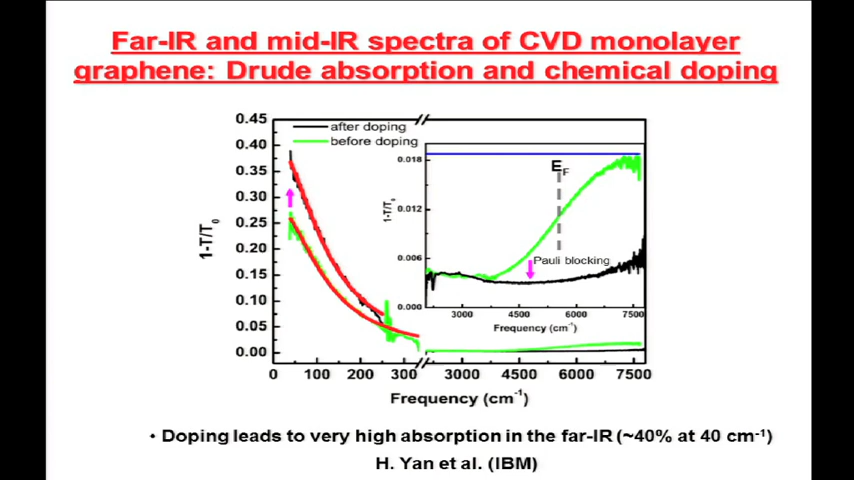 Far-IR and mid-IR spectra of CVD monolayer
graphene: Drude absorption and chemical doping
after doping
before doping
0.45
0.40
0.35
0.30
0.25
0.20
0.15
0.10
0.05
0.00
1-T/T0
0
100
200
300
3000
4500
6000
7500
Frequency (cm-1)
0.018
0.012
0.006
0.000
1-T/T0
EF
Pauli blocking
3000
4500
6000
7500
Frequency (cm-1)
• Doping leads to very high absorption in the far-IR (~40% at 40 cm-1)
H. Yan et al. (IBM)